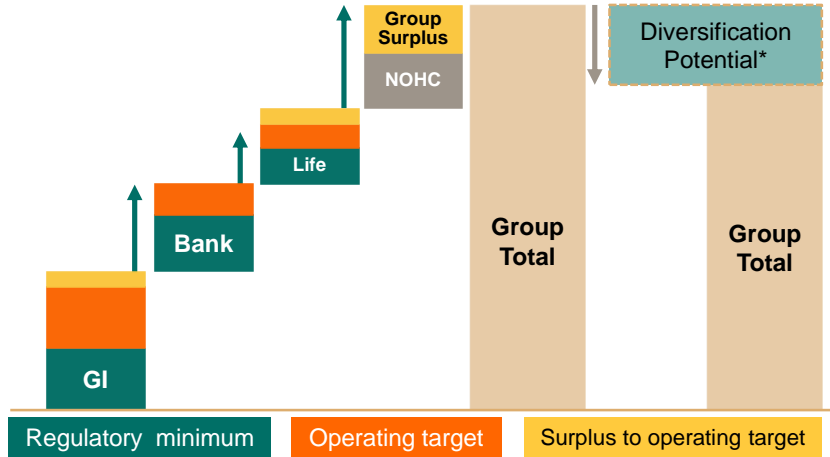 Group
Surplus
NOHC
Diversification
Potential*
Life
Bank
Group
Total
Group
Total
GI
Regulatory minimum
Operating target
Surplus to operating target